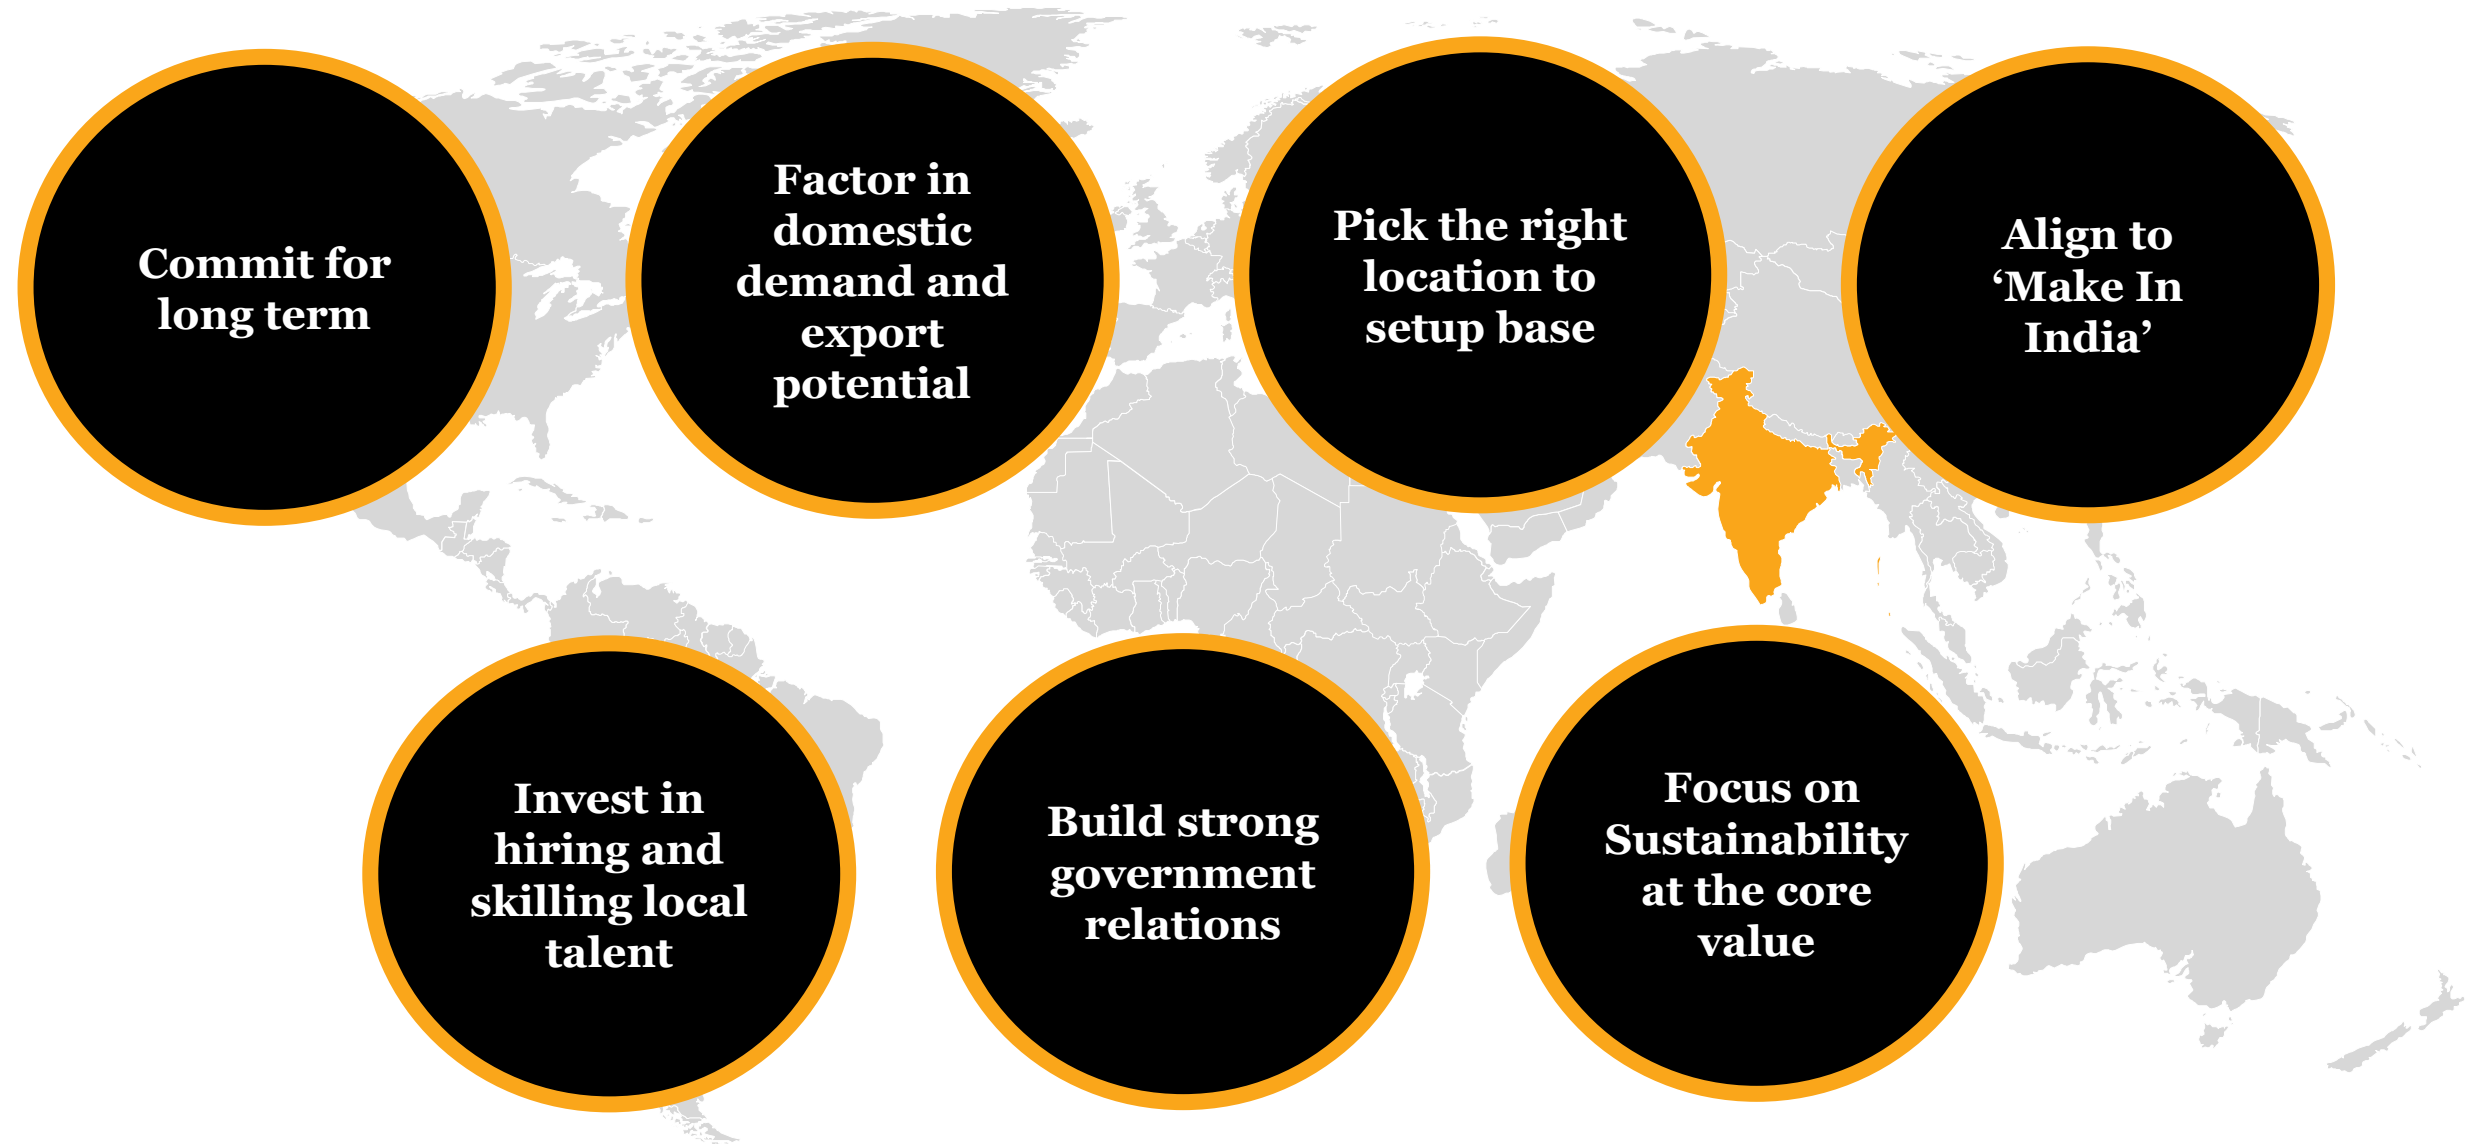 Commit for
long term
Factor in
domestic
demand and
export
potential
Pick the right
location to
setup base
Align to
‘Make In
India’
Invest in
hiring and
skilling local
talent
Build strong
government
relations
Focus on
Sustainability
at the core
value